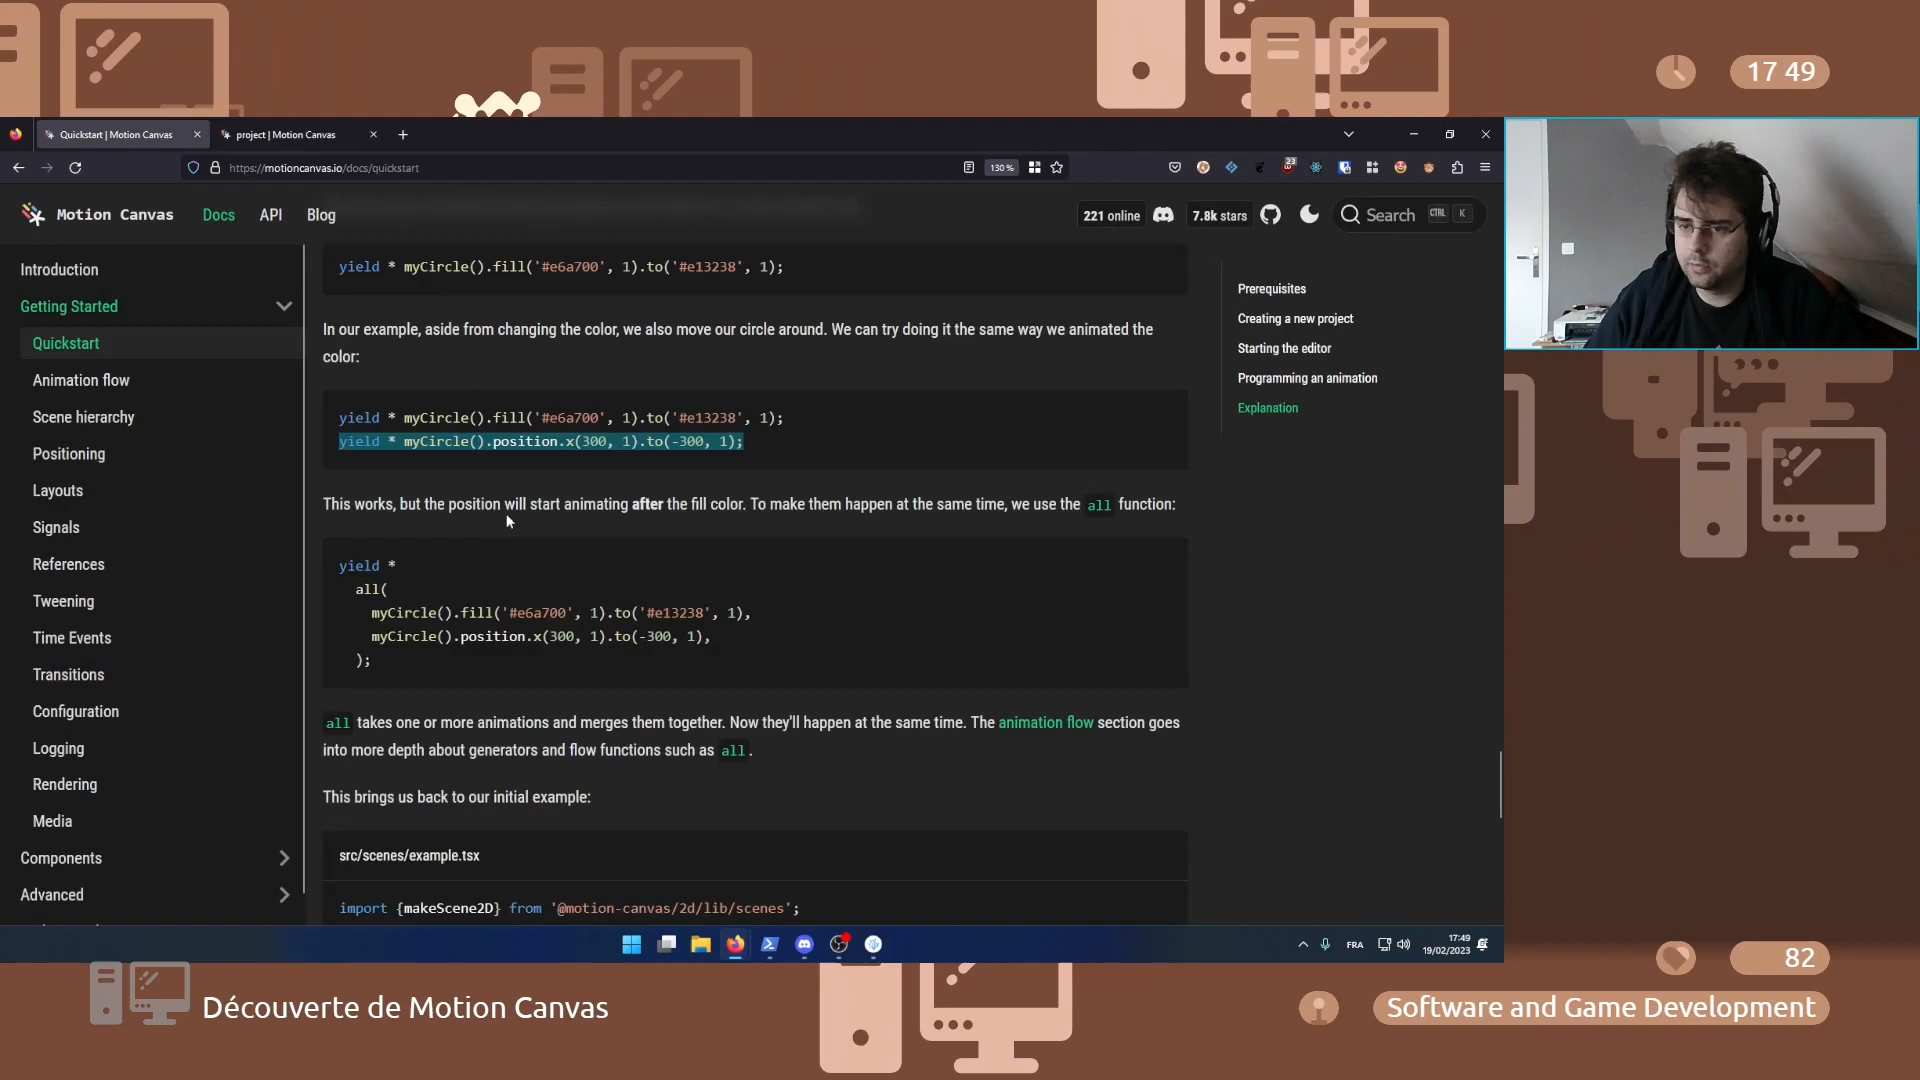 17 49
Quickstart | Motion Canvas
project | Motion Canvas
https://motioncanvas.io/docs/quickstart
130%
23
Motion Canvas
Docs
API
Blog
221 online
7.8k stars
Search
CTRL
K
Introduction
Getting Started
Quickstart
Animation flow
Scene hierarchy
Positioning
Layouts
Signals
References
Tweening
Time Events
Transitions
Configuration
Logging
Rendering
Media
Components
Advanced
yield * myCircle().fill('#e6a700', 1).to('#e13238', 1);
In our example, aside from changing the color, we also move our circle around. We can try doing it the same way we animated the
color:
yield * myCircle().fill('#e6a700', 1).to('#e13238', 1);
yield * myCircle().position.x(300, 1).to(-300, 1);
This works, but the position will start animating after the fill color. To make them happen at the same time, we use the all function:
yield *
all(
myCircle().fill('#e6a700', 1).to('#e13238', 1),
myCircle().position.x(300, 1).to(-300, 1),
);
all takes one or more animations and merges them together. Now they'll happen at the same time. The animation flow section goes
into more depth about generators and flow functions such as all.
This brings us back to our initial example:
src/scenes/example.tsx
import {makeScene2D} from '@motion-canvas/2d/lib/scenes';
Prerequisites
Creating a new project
Starting the editor
Programming an animation
Explanation
FRA
17:49
19/02/2023
Découverte de Motion Canvas
82
Software and Game Development